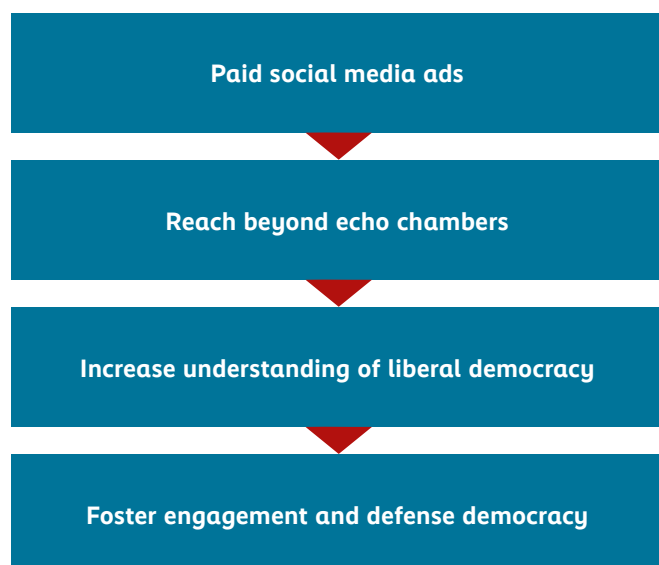 Paid social media ads
Reach beyond echo chambers
Increase understanding of liberal democracy
Foster engagement and defense democracy